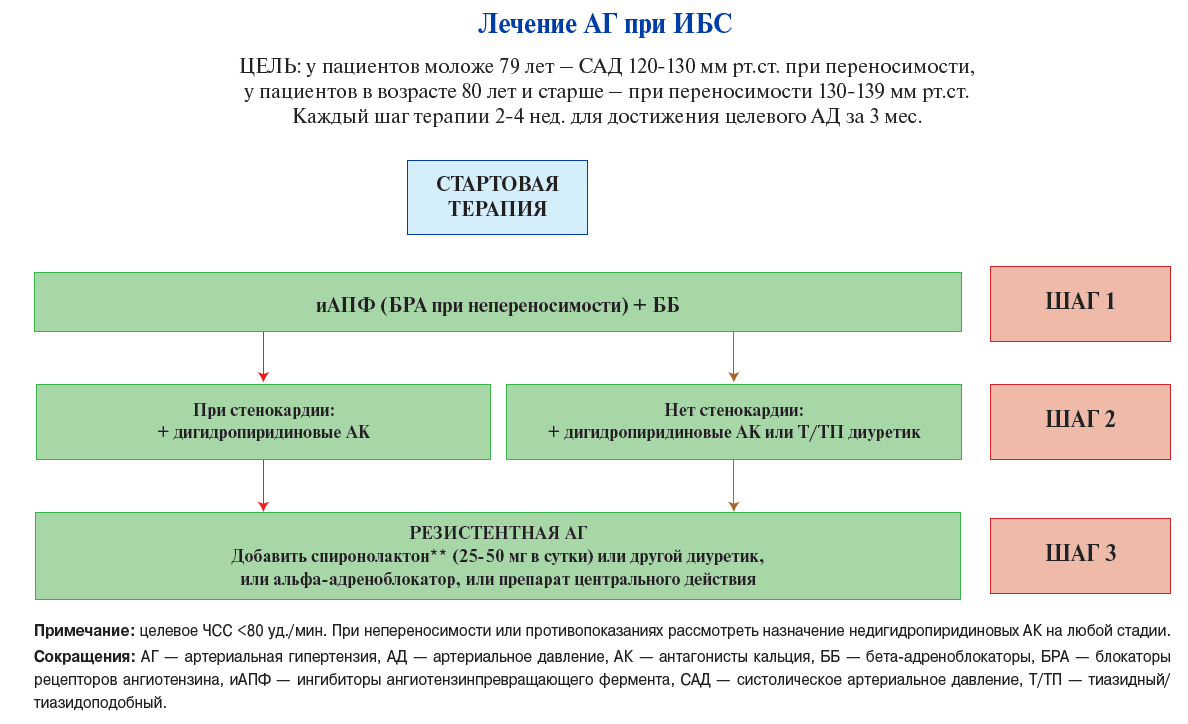 Лечение АГ при ИБС
ЦЕЛЬ: у пациентов моложе 79 лет – САД 120-130 мм рт.ст. при переносимости,
у пациентов в возрасте 80 лет и старше – при переносимости 130-139 мм рт.ст.
Каждый шаг терапии 2-4 нед. для достижения целевого АД за 3 мес.
СТАРТОВАЯ
ТЕРАПИЯ
иАПФ (БРА при непереносимости) + ББ
ШАГ 1
При стенокардии:
+ дигидропиридиновые АК
Нет стенокардии:
+ дигидропиридиновые АК или Т/ТП диуретик
ШАГ 2
РЕЗИСТЕНТНАЯ АГ
Добавить спиронолактон** (25-50 мг в сутки) или другой диуретик,
или альфа-адреноблокатор, или препарат центрального действия
ШАГ 3
Примечание: целевое ЧСС <80 уд./мин. При непереносимости или противопоказаниях рассмотреть назначение недигидропиридиновых АК на любой стадии.
Сокращения: АГ — артериальная гипертензия, АД — артериальное давление, АК — антагонисты кальция, ББ — бета-адреноблокаторы, БРА — блокаторы
рецепторов ангиотензина, иАПФ — ингибиторы ангиотензинпревращающего фермента, САД — систолическое артериальное давление, Т/ТП — тиазидный/
тиазидоподобный.